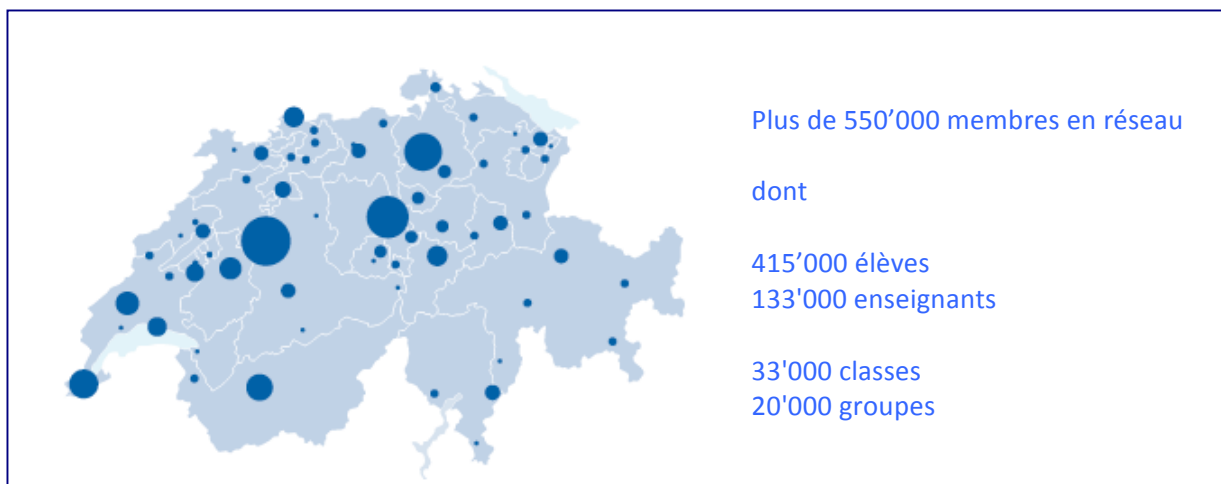 Plus de 550’000 membres en réseau
dont
415’000 élèves
133'000 enseignants
33'000 classes
20'000 groupes